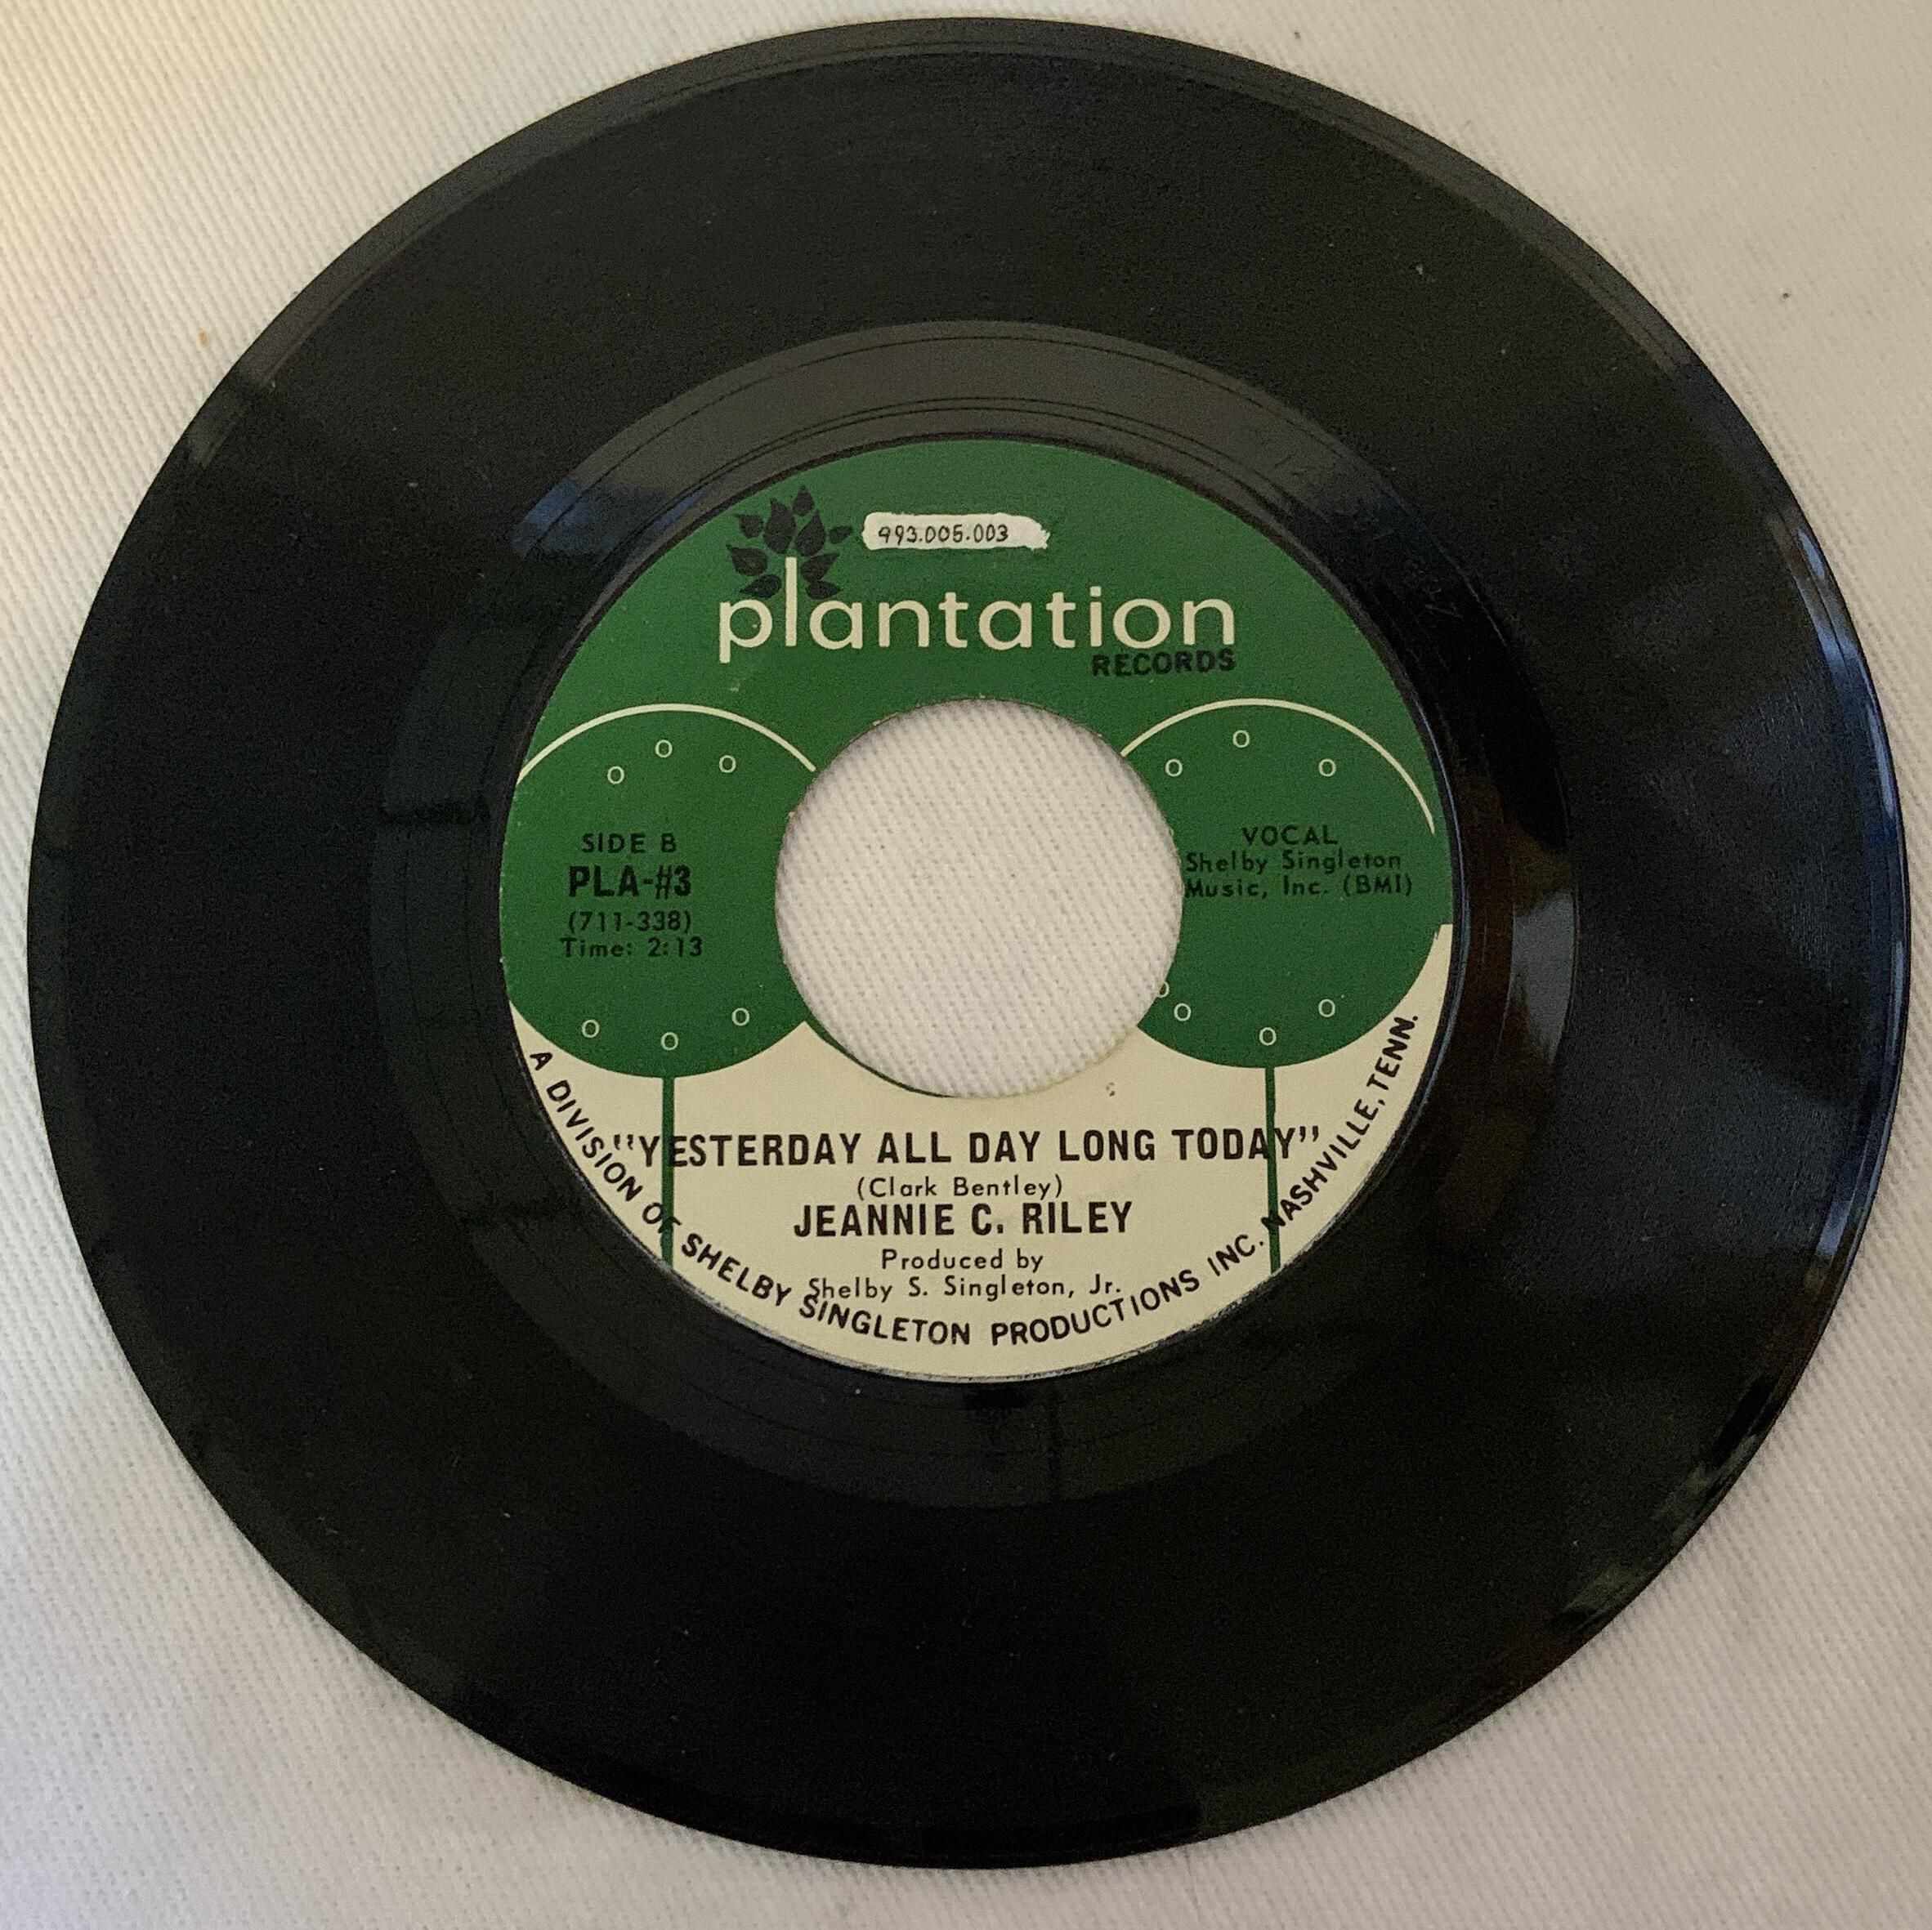 993.005.003
plantation
RECORDS
SIDE B
PLA-#3
(711-338)
Time: 2:13
VOCAL
Shelby Singleton
Music, Inc. (BMI)
"YESTERDAY ALL DAY LONG TODAY"
(Clark Bentley)
JEANNIE C. RILEY
Produced by
Shelby S. Singleton, Jr.
A DIVISION OF SHELBY SINGLETON PRODUCTIONS INC. NASHVILLE, TENN.